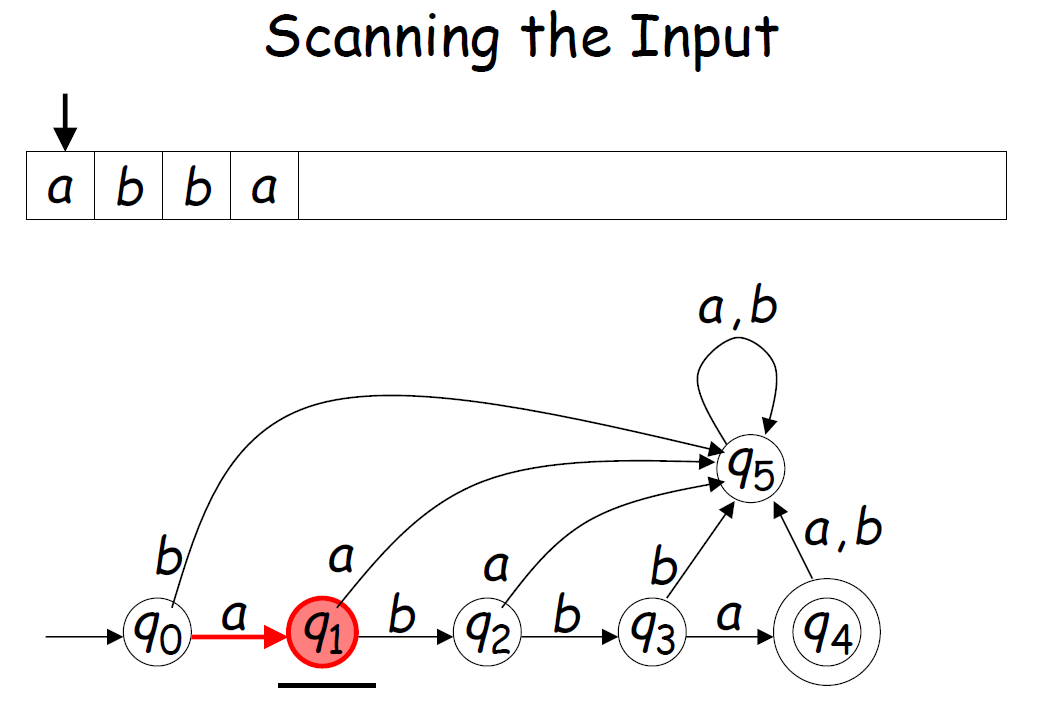 Scanning the Input
a b b a
a,b
q5
b a a b a,b
q0 a q1 b q2 b q3 a q4